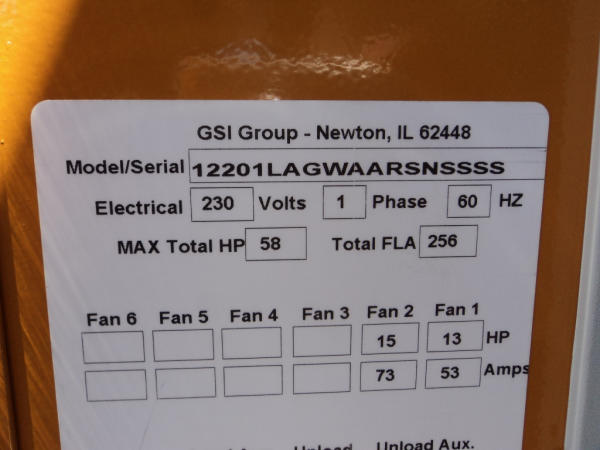 GSI Group - Newton, IL 62448
Model/Serial 12201LAGWAARSNSSSS
Electrical 230 Volts 1 Phase 60 HZ
MAX Total HP 58 Total FLA 256
Fan 6 Fan 5 Fan 4 Fan 3 Fan 2 Fan 1
15 13 HP
73 53 Amps
Unload Unload Aux.